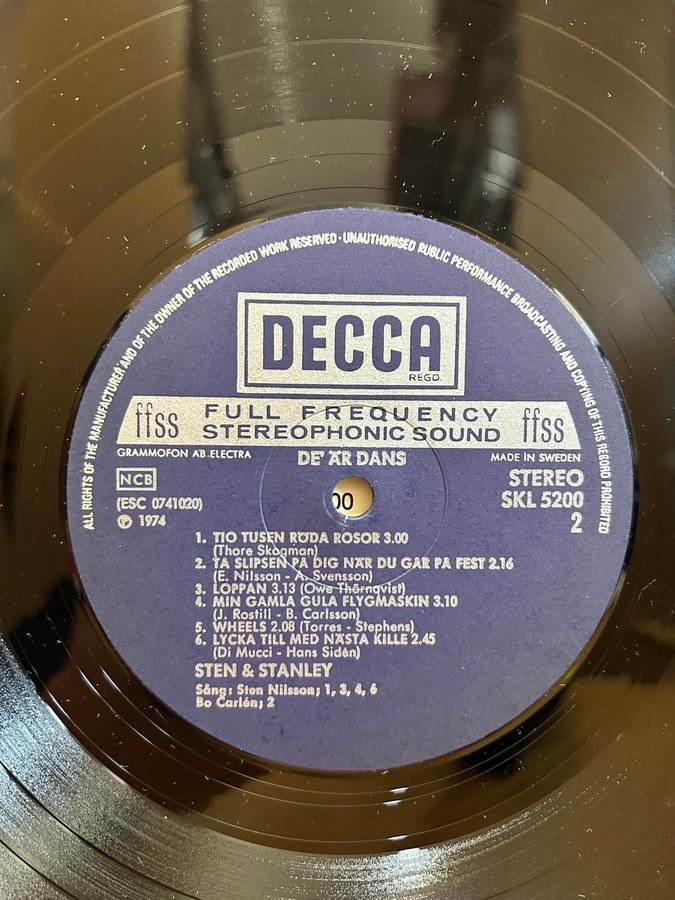 ALL RIGHTS OF THE MANUFACTURER AND OF THE OWNER OF THE RECORDED WORK RESERVED · UNAUTHORISED PUBLIC PERFORMANCE BROADCASTING AND COPYING OF THIS RECORD PROHIBITED
DECCA
REGD.
ffss FULL FREQUENCY STEREOPHONIC SOUND ffss
GRAMMOFON AB. ELECTRA
DE' ÄR DANS
MADE IN SWEDEN
NCB
(ESC 0741020)
℗ 1974
00
STEREO
SKL 5200
2
1. TIO TUSEN RÖDA ROSOR 3.00
(Thore Skogman)
2. TA SLIPSEN PÅ DIG NÄR DU GÅR PÅ FEST 2.16
(E. Nilsson - A. Svensson)
3. LOPPAN 3.13 (Owe Thörnqvist)
4. MIN GAMLA GULA FLYGMASKIN 3.10
(J. Rostill - B. Carlsson)
5. WHEELS 2.08 (Torres - Stephens)
6. LYCKA TILL MED NÄSTA KILLE 2.45
(Di Mucci - Hans Sidén)
STEN & STANLEY
Sång: Sten Nilsson; 1, 3, 4, 6
Bo Carlén; 2